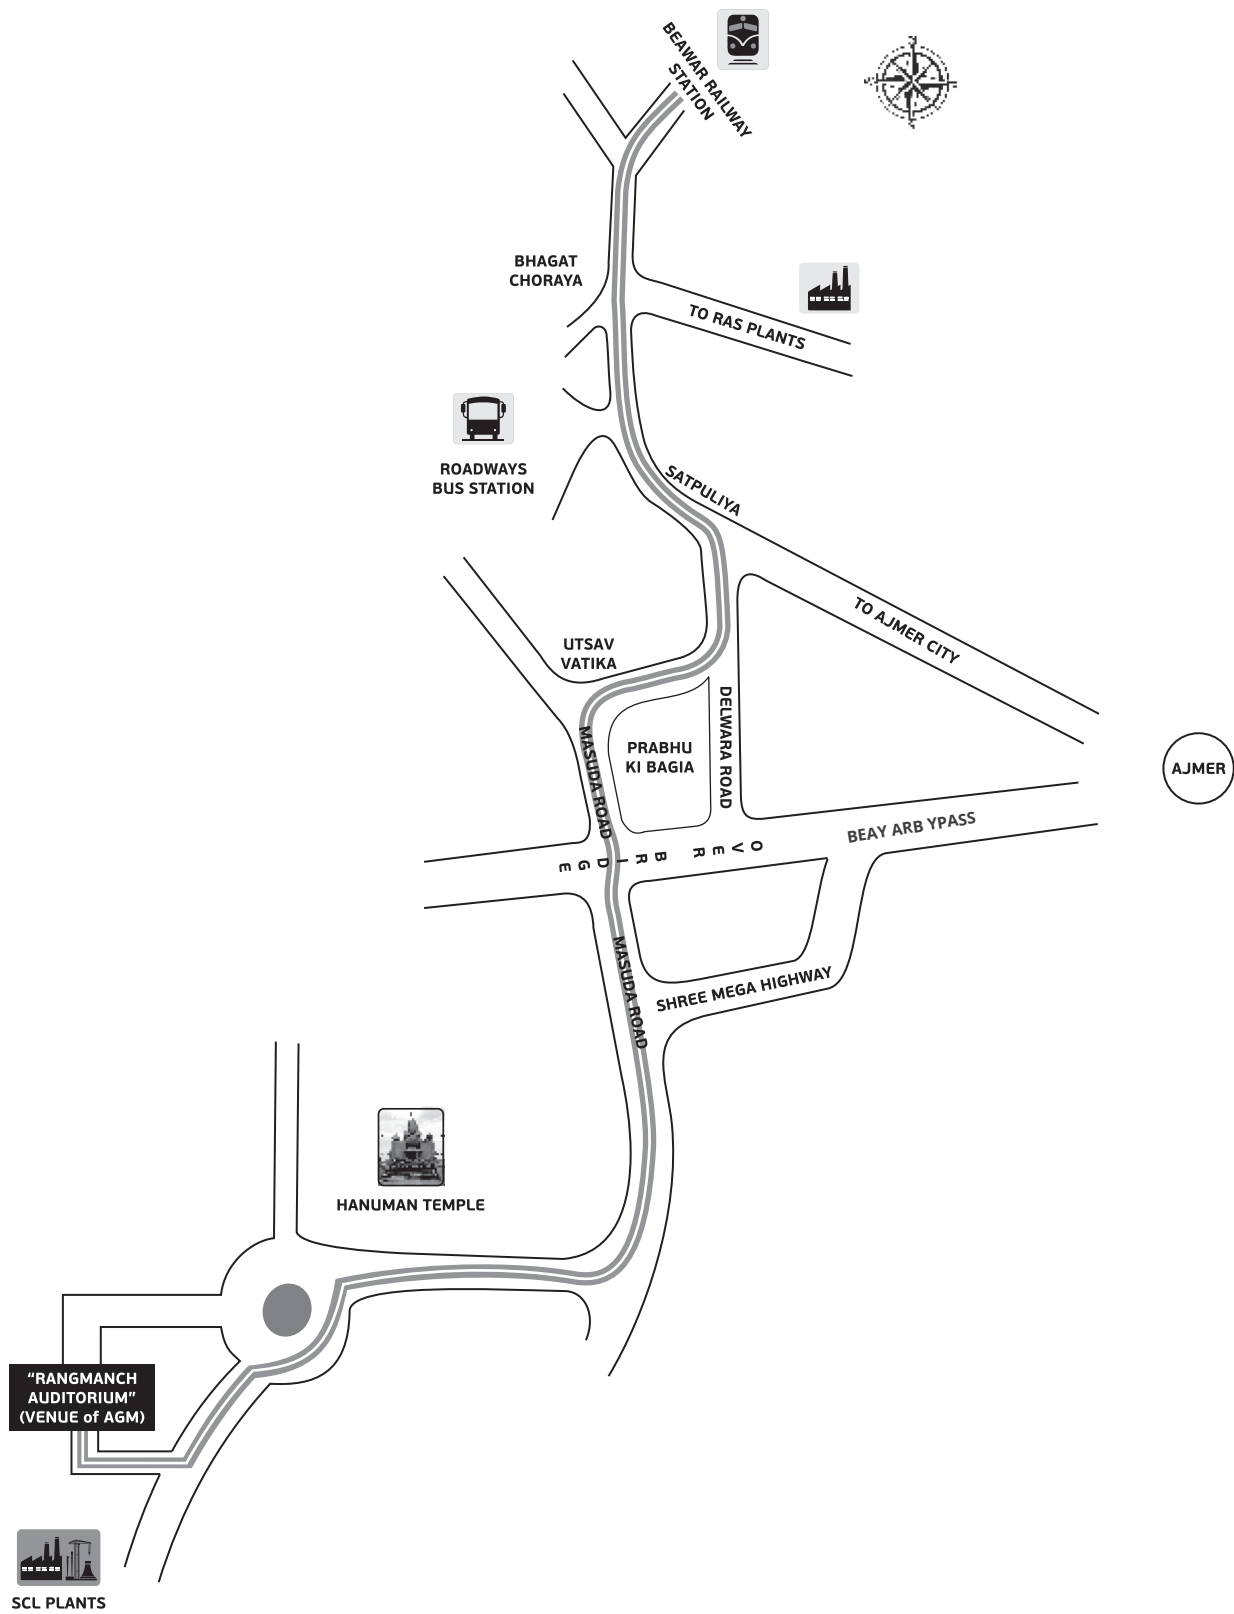 BEAWAR RAILWAY
STATION
BHAGAT
CHORAYA
TO RAS PLANTS
ROADWAYS
BUS STATION
SATPULIYA
TO AJMER CITY
UTSAV
VATIKA
MASUDA ROAD
PRABHU
KI BAGIA
DELWARA ROAD
AJMER
BEAY ARB YPASS
OVER BRIDGE
MASUDA ROAD
SHREE MEGA HIGHWAY
HANUMAN TEMPLE
“RANGMANCH
AUDITORIUM”
(VENUE of AGM)
SCL PLANTS